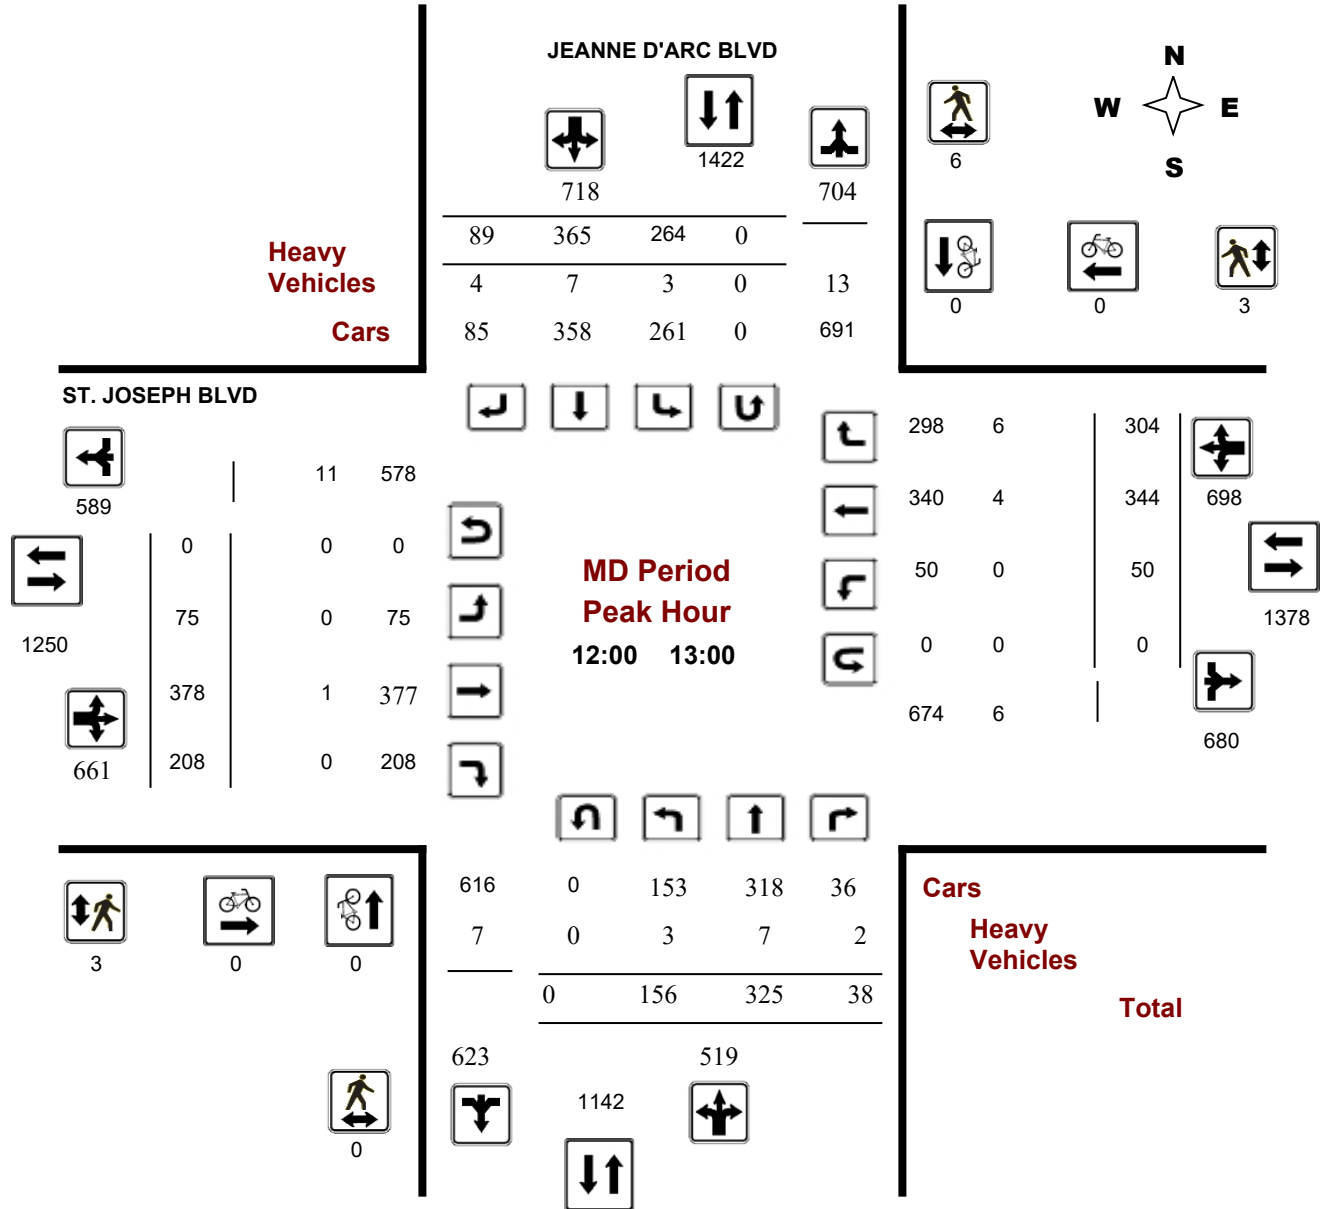 JEANNE D'ARC BLVD
N
W E
S
1422
6
718 704
89 365 264 0
Heavy
Vehicles 4 7 3 0 13
0 0 3
Cars 85 358 261 0 691
ST. JOSEPH BLVD
298 6 304
11 578
589
340 4 344 698
0 0 0
MD Period
50 0 50
Peak Hour
75 0 75
1378
1250
12:00 13:00
0 0 0
378 1 377
674 6
680
661 208 0 208
616 0 153 318 36 Cars
7 0 3 7 2 Heavy
Vehicles
3 0 0
0 156 325 38 Total
623 519
1142
0